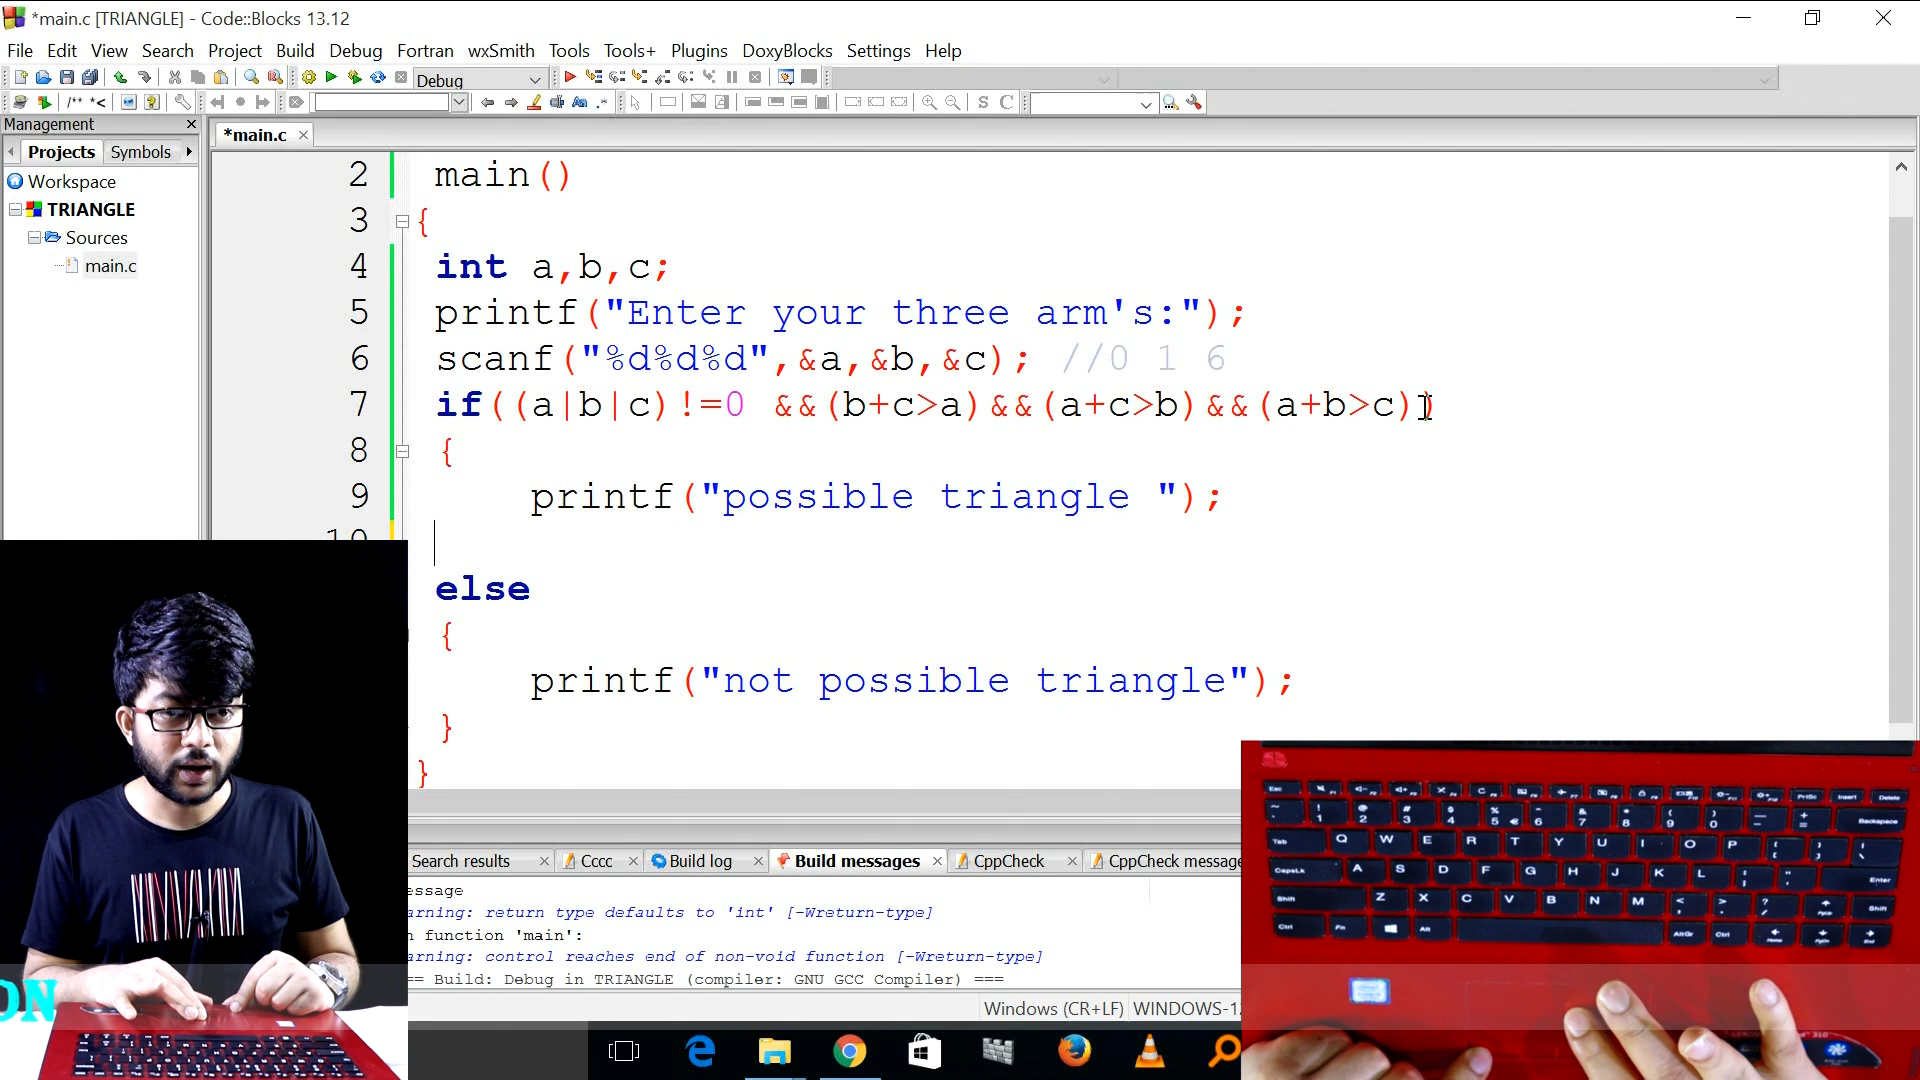 *main.c [TRIANGLE] - Code::Blocks 13.12
File Edit View Search Project Build Debug Fortran wxSmith Tools Tools+ Plugins DoxyBlocks Settings Help
Debug
/** *<
S C
Management
Projects Symbols
*main.c
Workspace
TRIANGLE
Sources
main.c
2 main()
3 {
4 int a,b,c;
5 printf("Enter your three arm's:");
6 scanf("%d%d%d",&a,&b,&c); //0 1 6
7 if((a|b|c)!=0 &&(b+c>a)&&(a+c>b)&&(a+b>c))
8 {
9 printf("possible triangle ");
10
else
{
printf("not possible triangle");
}
}
Search results Cccc Build log Build messages CppCheck CppCheck message
essage
arning: return type defaults to 'int' [-Wreturn-type]
n function 'main':
arning: control reaches end of non-void function [-Wreturn-type]
== Build: Debug in TRIANGLE (compiler: GNU GCC Compiler) ===
Windows (CR+LF) WINDOWS-12
ON